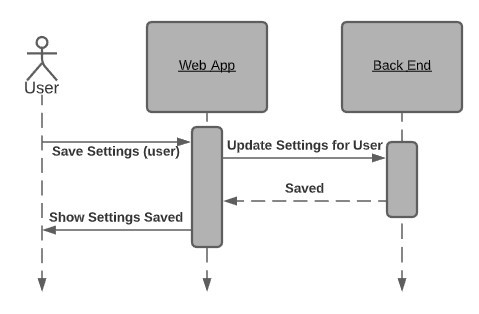 Web App
Back End
User
Save Settings (user)
Update Settings for User
Saved
Show Settings Saved